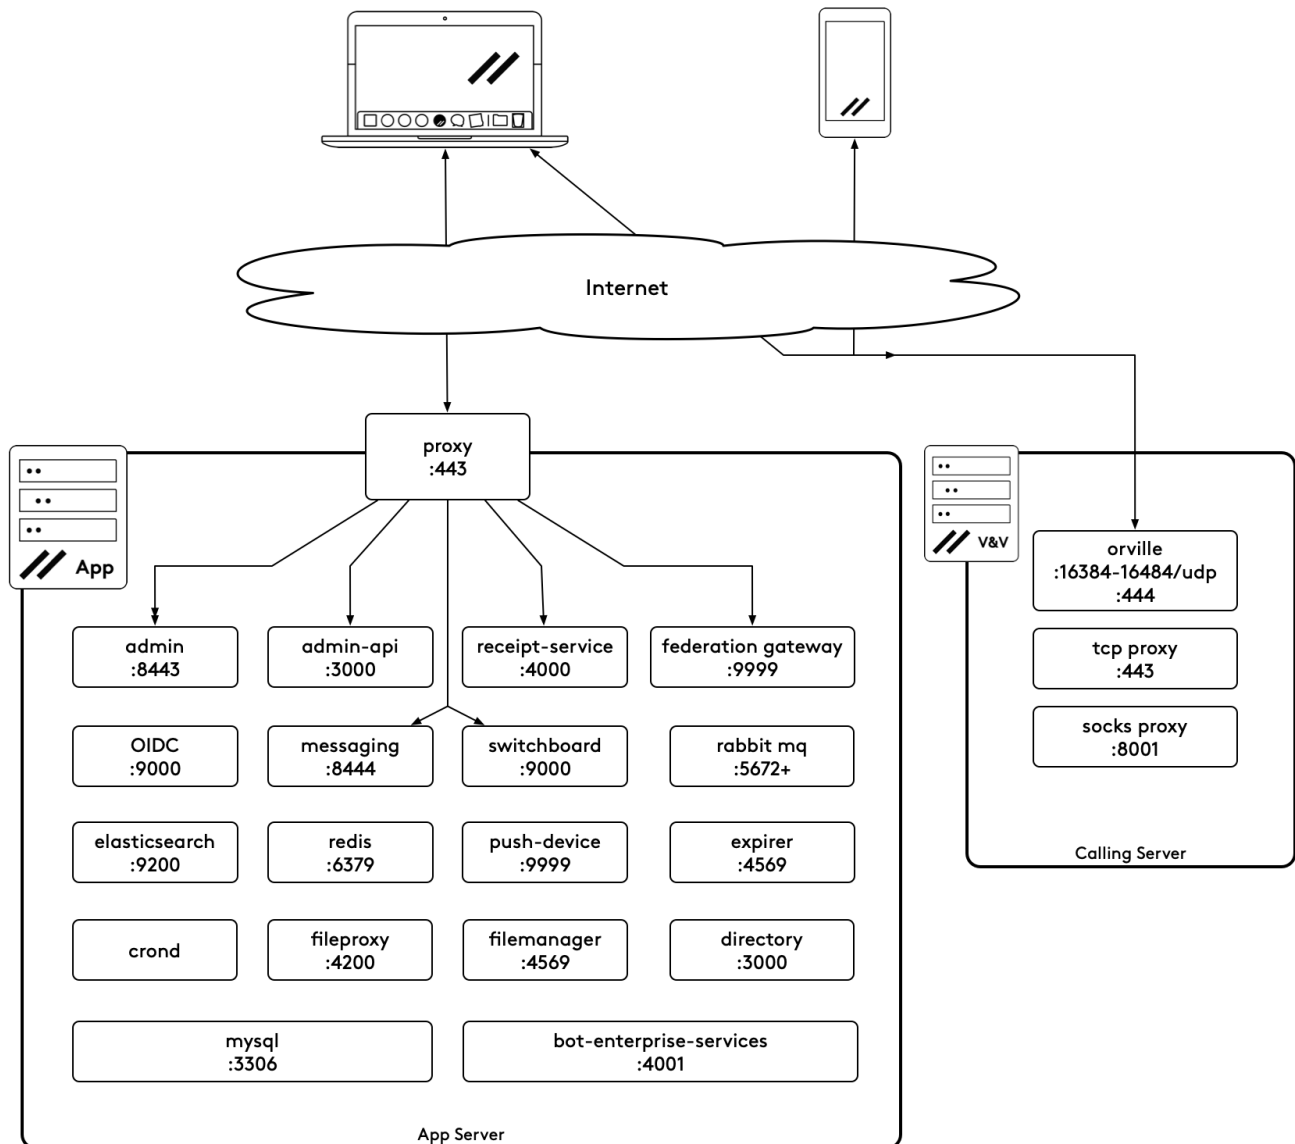 Internet
proxy
:443
App
V&V
admin
:8443
admin-api
:3000
receipt-service
:4000
federation gateway
:9999
OIDC
:9000
messaging
:8444
switchboard
:9000
rabbit mq
:5672+
elasticsearch
:9200
redis
:6379
push-device
:9999
expirer
:4569
crond
fileproxy
:4200
filemanager
:4569
directory
:3000
mysql
:3306
bot-enterprise-services
:4001
App Server
orville
:16384-16484/udp
:444
tcp proxy
:443
socks proxy
:8001
Calling Server